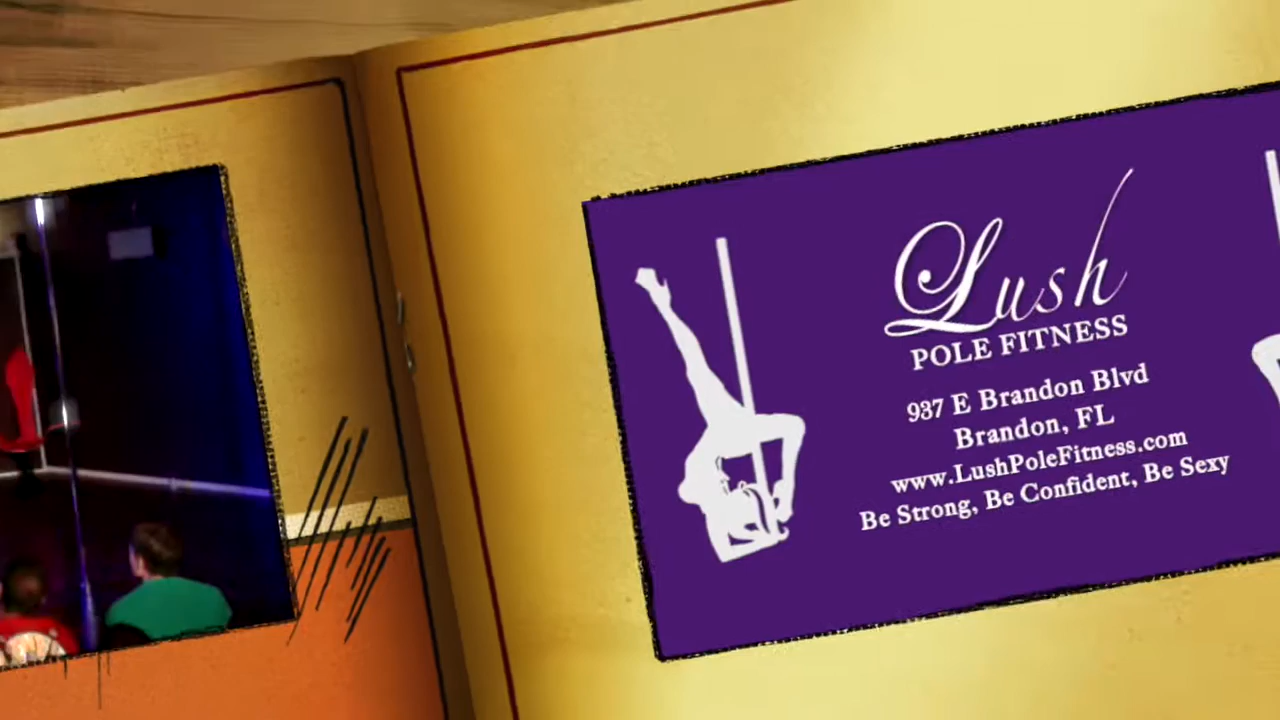 Lush
POLE FITNESS
937 E Brandon Blvd
Brandon, FL
www.LushPoleFitness.com
Be Strong, Be Confident, Be Sexy